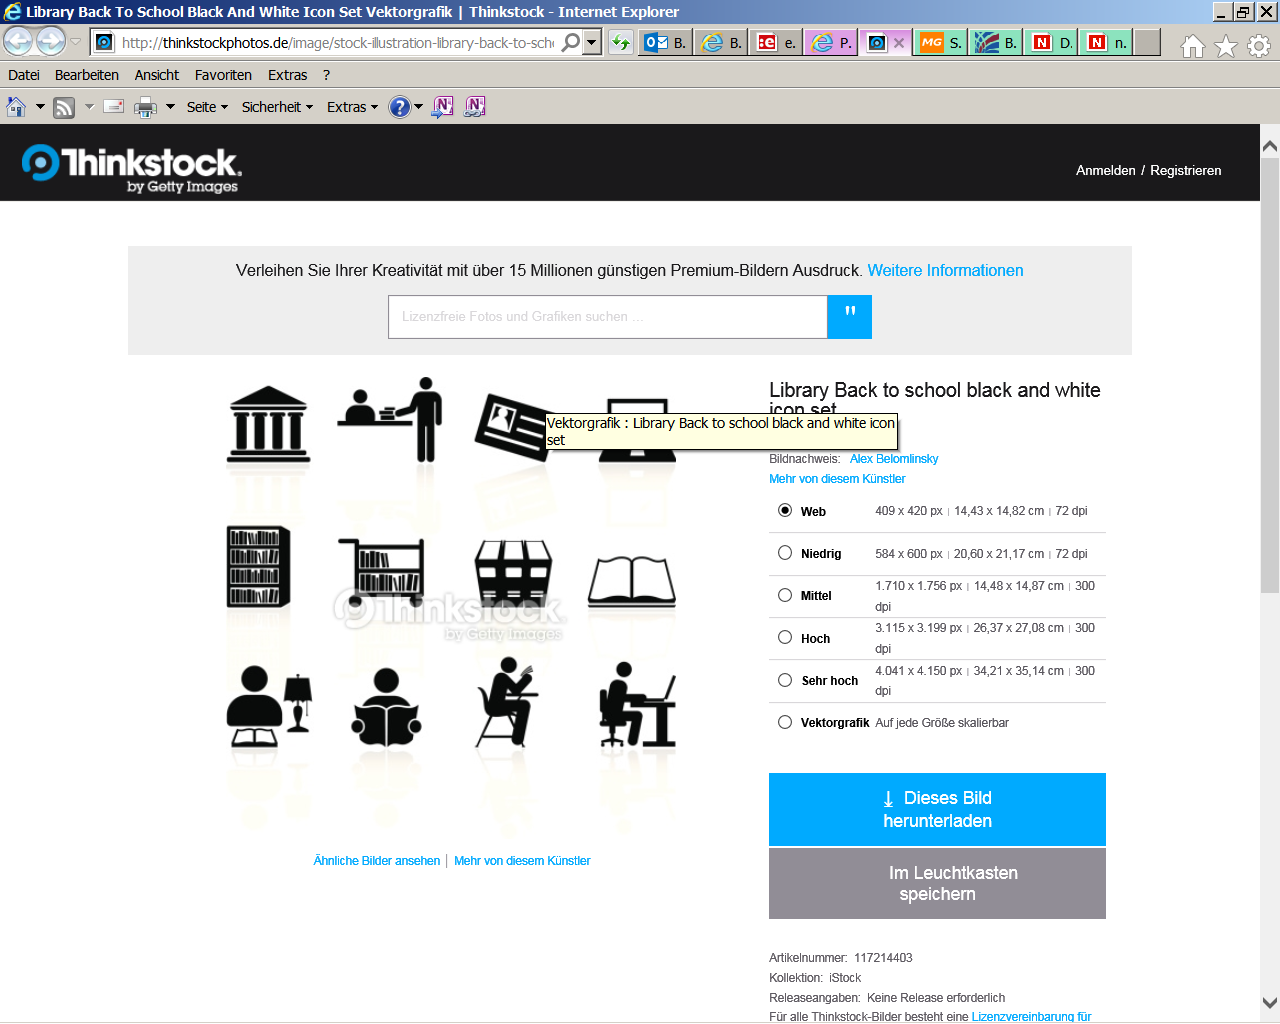 Library Back To School Black And White Icon Set Vektorgrafik | Thinkstock - Internet Explorer
http://thinkstockphotos.de/image/stock-illustration-library-back-to-sch
B. B. e. P. S. B. D. n.
Datei Bearbeiten Ansicht Favoriten Extras ?
Seite Sicherheit Extras
Thinkstock.
by Getty Images
Anmelden / Registrieren
Verleihen Sie Ihrer Kreativität mit über 15 Millionen günstigen Premium-Bildern Ausdruck. Weitere Informationen
Lizenzfreie Fotos und Grafiken suchen ...
"
Library Back to school black and white
icon set
Vektorgrafik : Library Back to school black and white icon
set
Bildnachweis: Alex Belomlinsky
Mehr von diesem Künstler
Web 409 x 420 px | 14,43 x 14,82 cm | 72 dpi
Niedrig 584 x 600 px | 20,60 x 21,17 cm | 72 dpi
Mittel 1.710 x 1.756 px | 14,48 x 14,87 cm | 300
dpi
Hoch 3.115 x 3.199 px | 26,37 x 27,08 cm | 300
dpi
Sehr hoch 4.041 x 4.150 px | 34,21 x 35,14 cm | 300
dpi
Vektorgrafik Auf jede Größe skalierbar
Thinkstock
by Getty Images
Dieses Bild
herunterladen
Ähnliche Bilder ansehen | Mehr von diesem Künstler
Im Leuchtkasten
speichern
Artikelnummer: 117214403
Kollektion: iStock
Releaseangaben: Keine Release erforderlich
Für alle Thinkstock-Bilder besteht eine Lizenzvereinbarung für